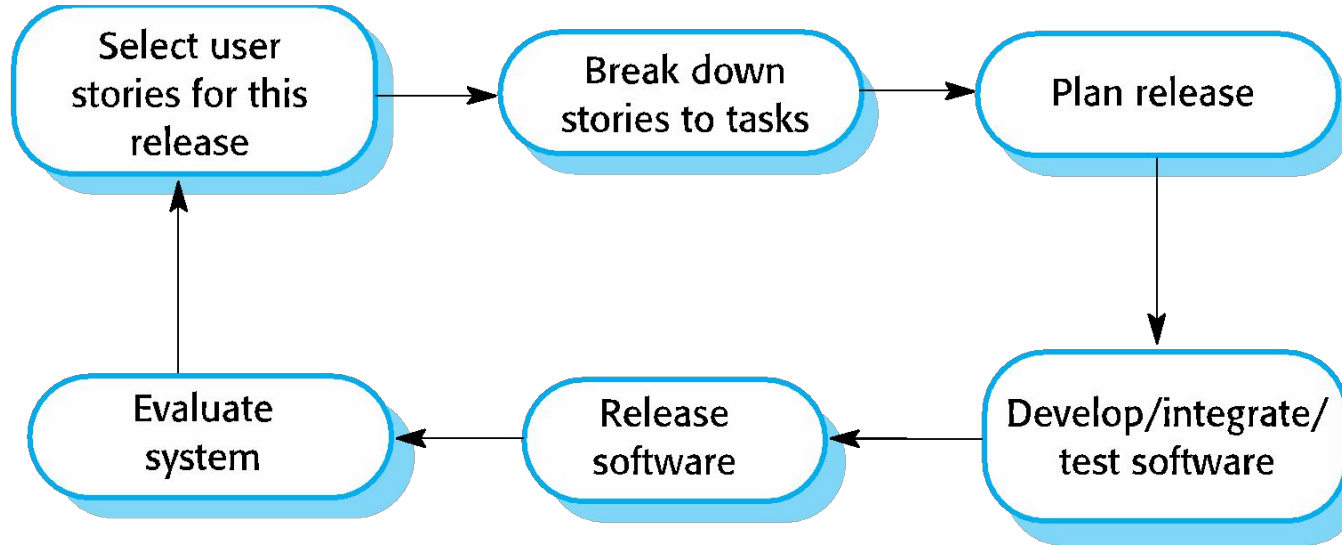 Select user
stories for this
release
Break down
stories to tasks
Plan release
Develop/integrate/
test software
Release
software
Evaluate
system